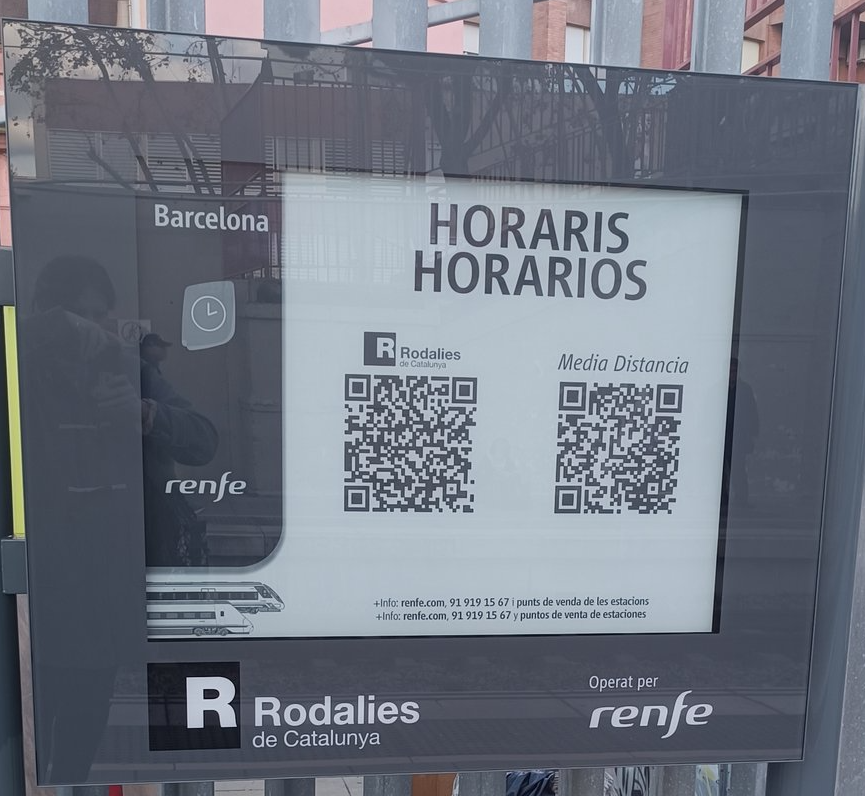 Barcelona
HORARIS
HORARIOS
R Rodalies
de Catalunya
Media Distancia
renfe
+Info: renfe.com, 91 919 15 67 i punts de venda de les estacions
+Info: renfe.com, 91 919 15 67 y puntos de venta de estaciones
R Rodalies
de Catalunya
Operat per
renfe